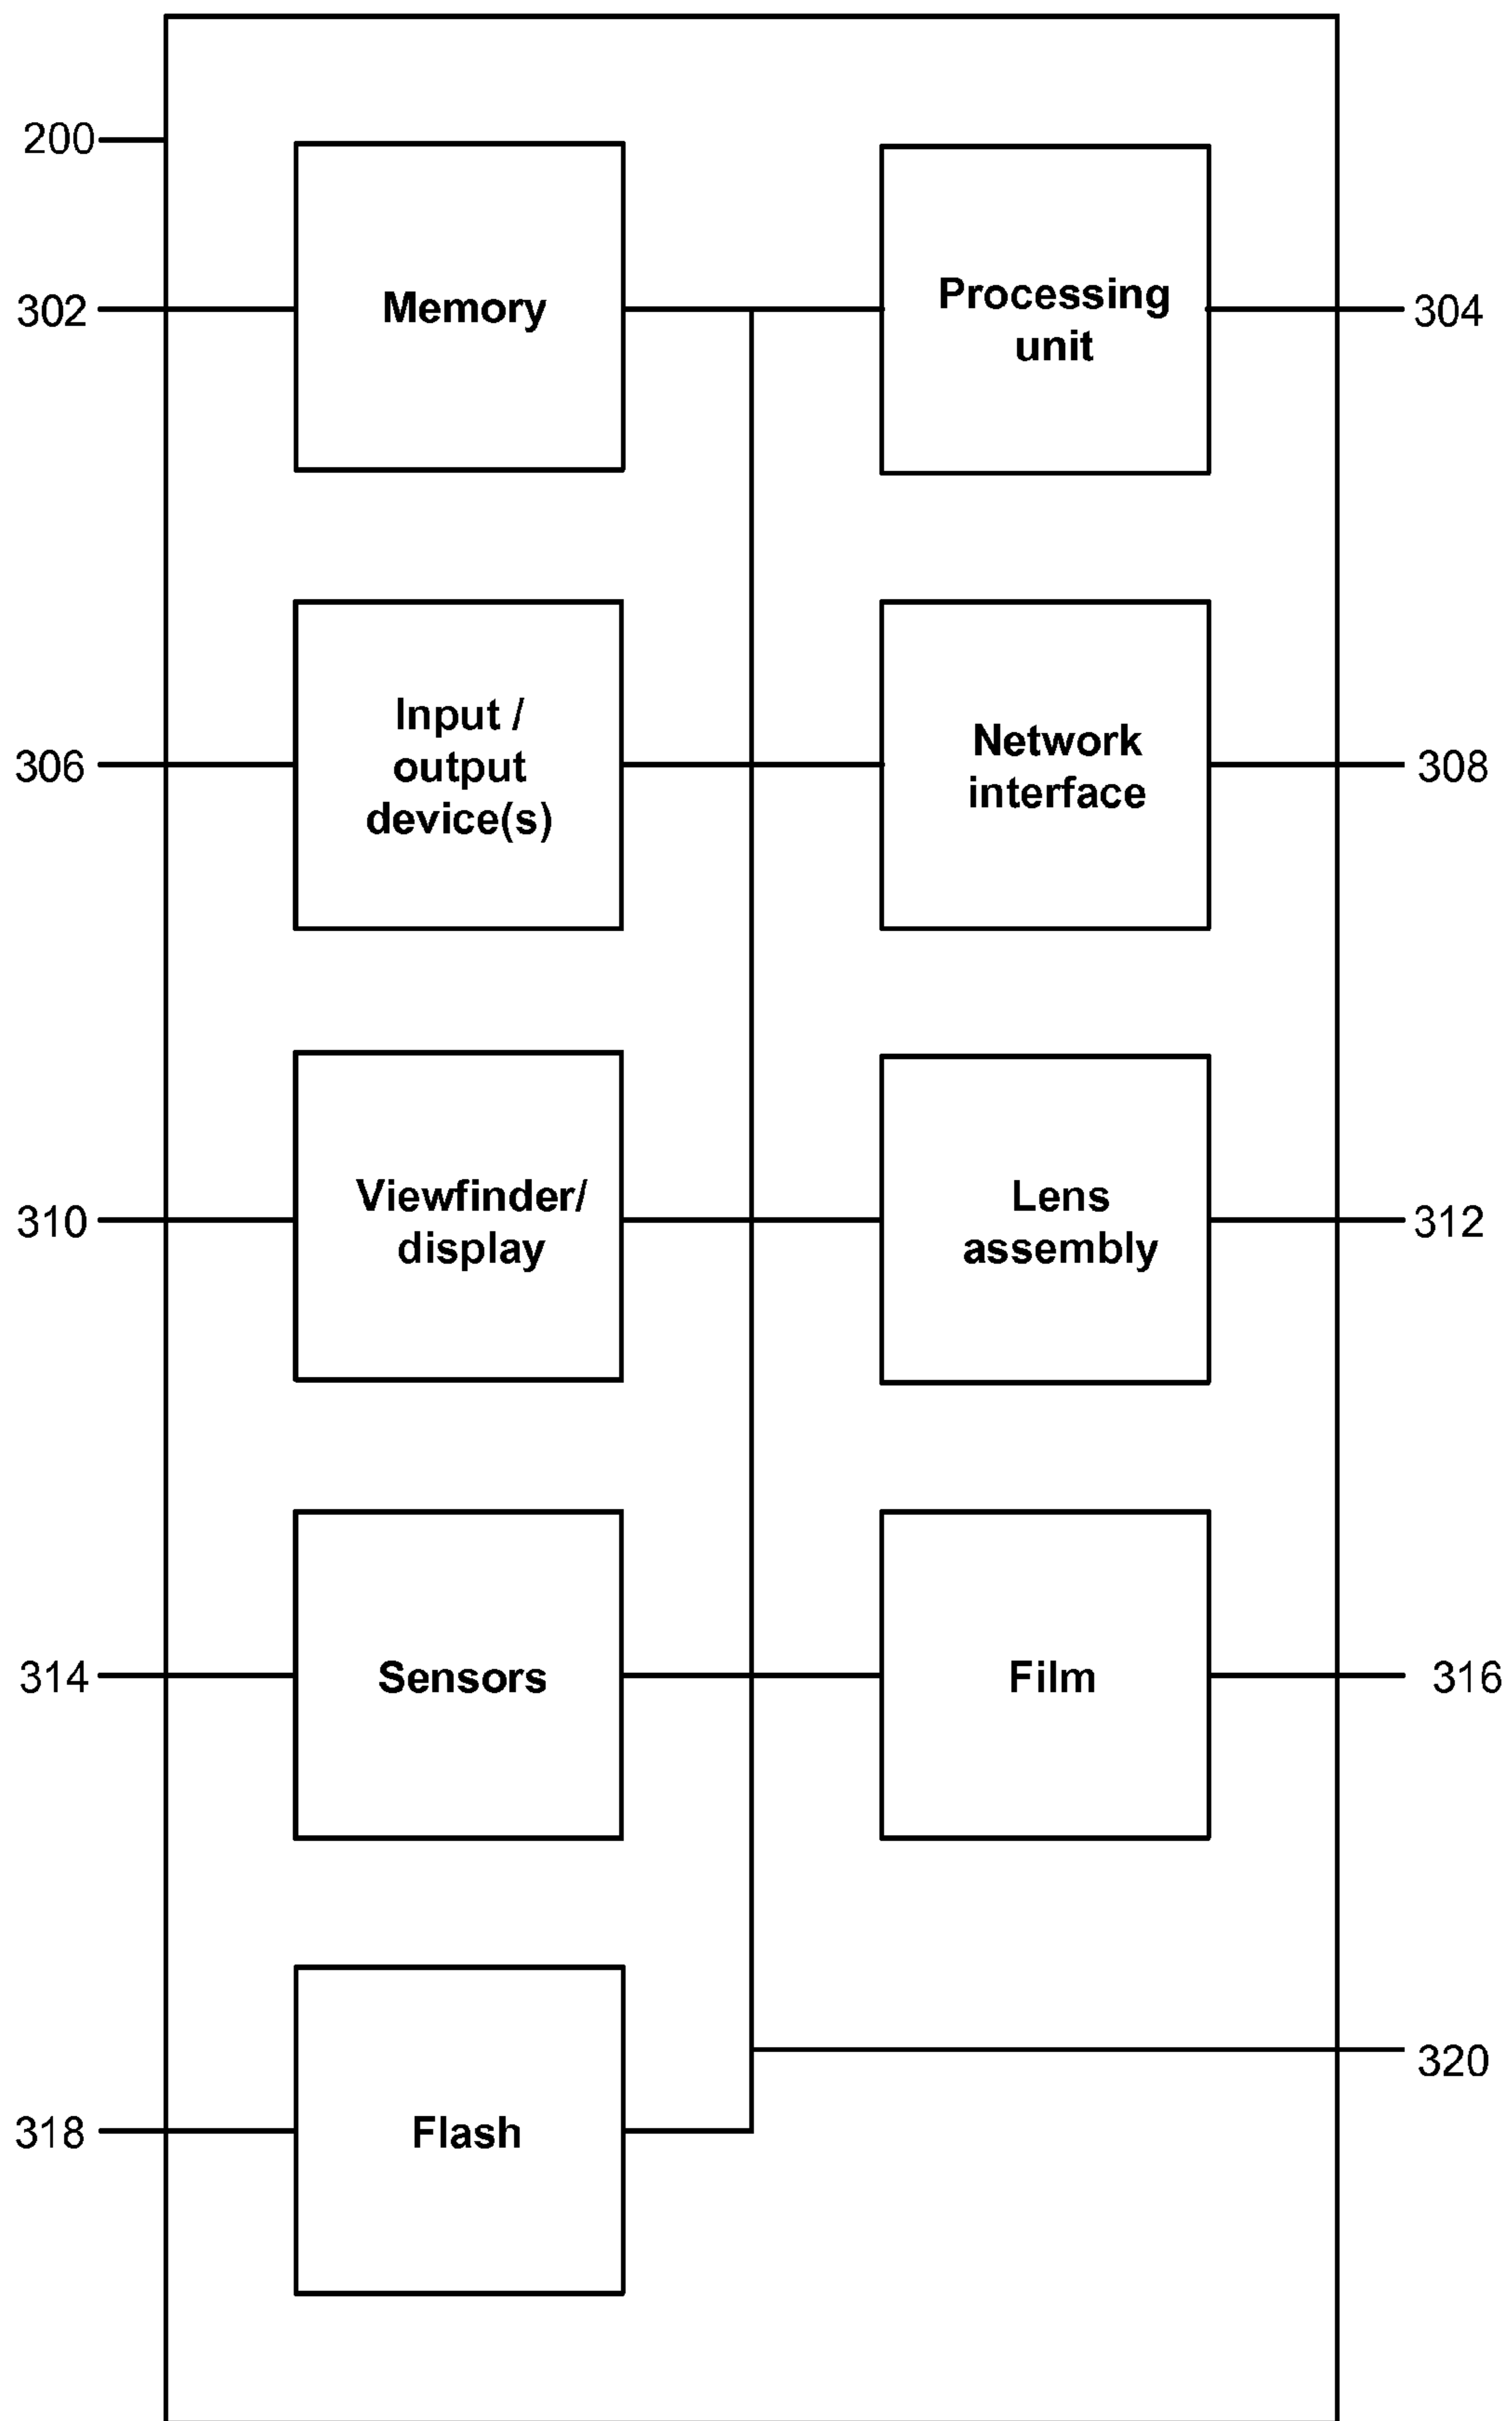 200
302
Memory
Processing
unit
304
306
Input /
output
device(s)
Network
interface
308
310
Viewfinder/
display
Lens
assembly
312
314
Sensors
Film
316
320
318
Flash